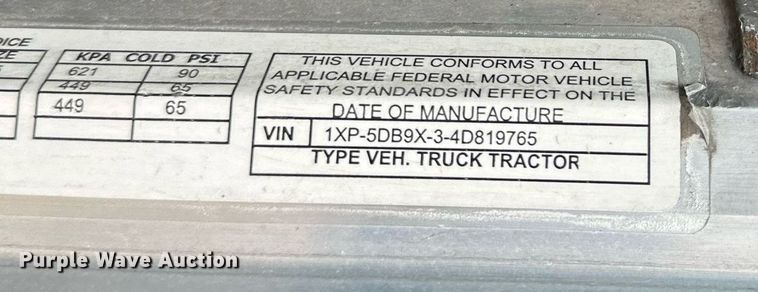 KPA COLD PSI
621 90
449 65
449 65
THIS VEHICLE CONFORMS TO ALL
APPLICABLE FEDERAL MOTOR VEHICLE
SAFETY STANDARDS IN EFFECT ON THE
DATE OF MANUFACTURE
VIN 1XP-5DB9X-3-4D819765
TYPE VEH. TRUCK TRACTOR
Purple Wave Auction